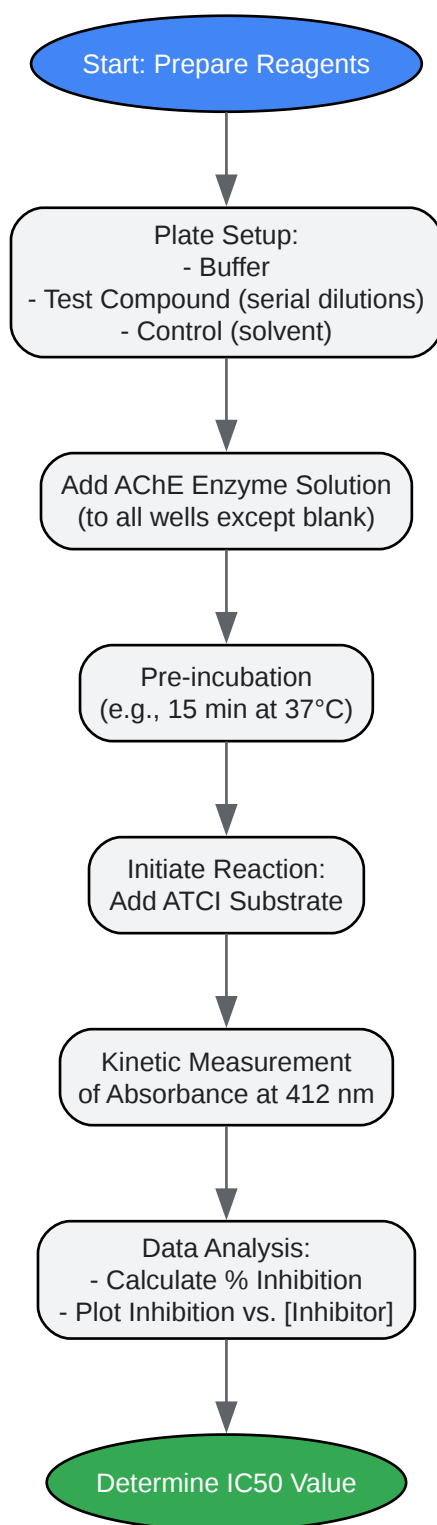 Start: Prepare Reagents
Plate Setup:
- Buffer
- Test Compound (serial dilutions)
- Control (solvent)
Add AChE Enzyme Solution
(to all wells except blank)
Pre-incubation
(e.g., 15 min at 37°C)
Initiate Reaction:
Add ATCI Substrate
Kinetic Measurement
of Absorbance at 412 nm
Data Analysis:
- Calculate % Inhibition
- Plot Inhibition vs. [Inhibitor]
Determine IC50 Value